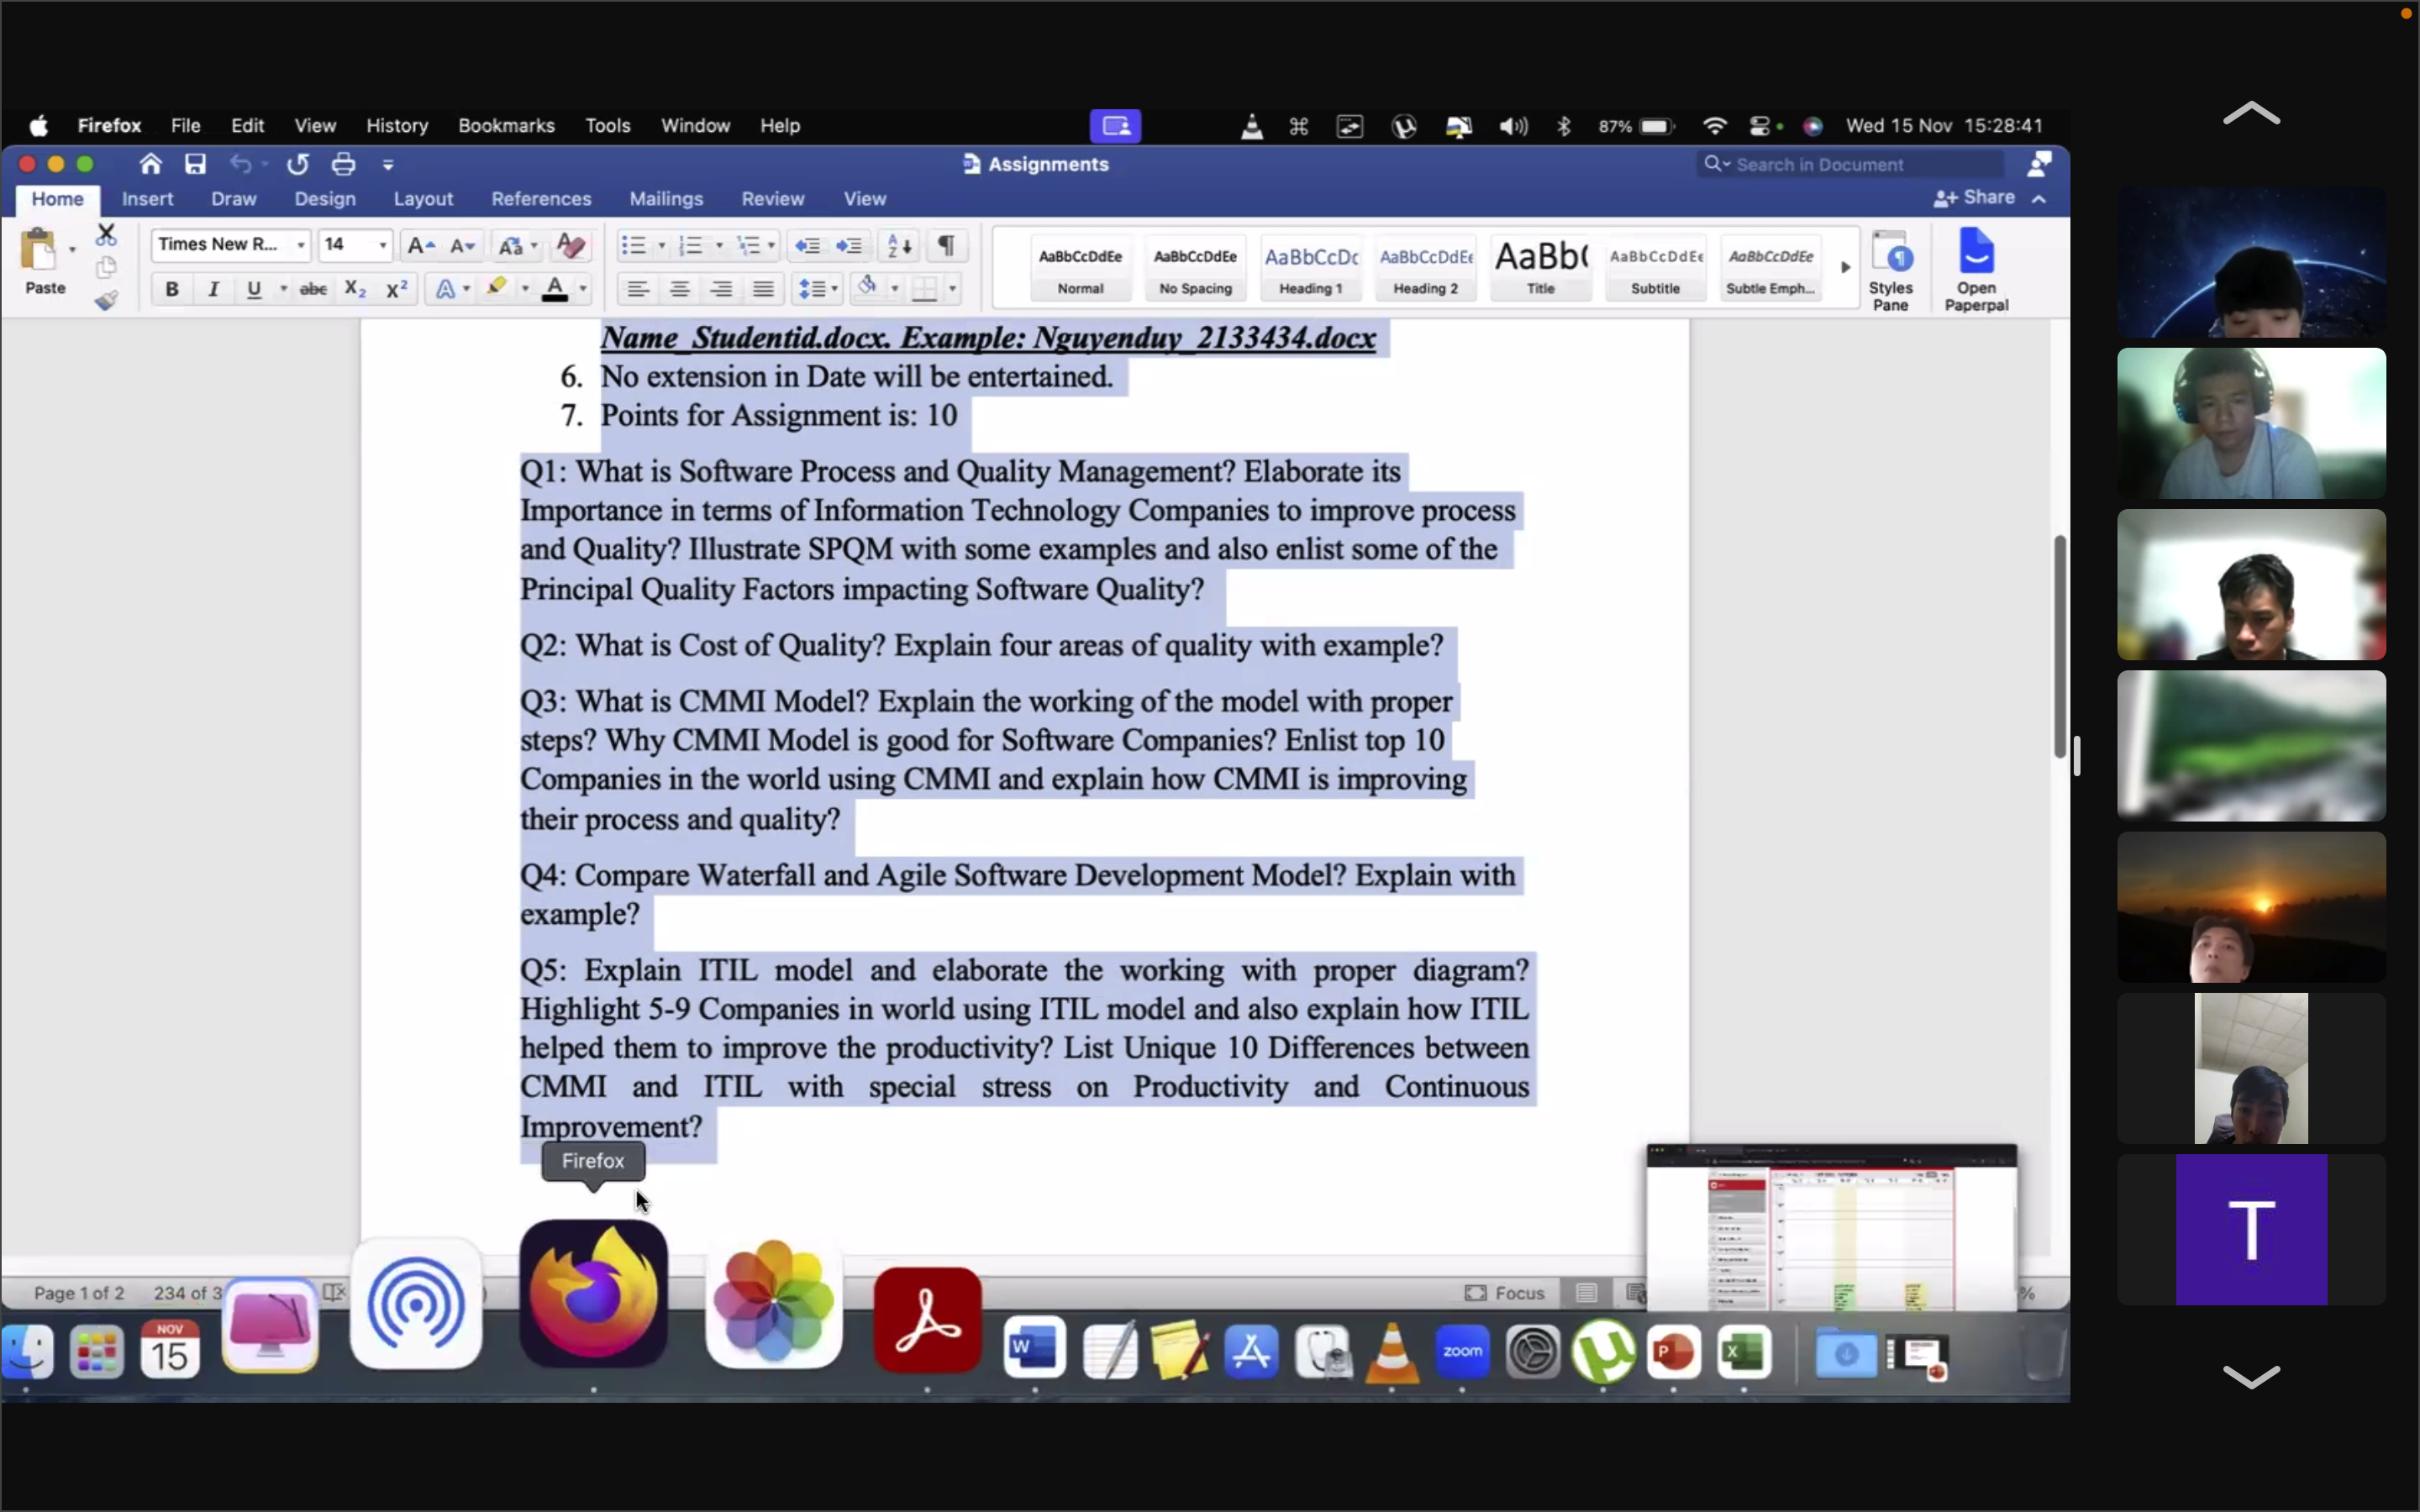 Firefox File Edit View History Bookmarks Tools Window Help 87% Wed 15 Nov 15:28:41
Assignments Search in Document
Home Insert Draw Design Layout References Mailings Review View Share
Times New R... 14
Paste
AaBbCcDdEe AaBbCcDdEe AaBbCcDc AaBbCcDdEe AaBb( AaBbCcDdEe AaBbCcDdEe
Normal No Spacing Heading 1 Heading 2 Title Subtitle Subtle Emph... Styles Pane Open Paperpal
Name_Studentid.docx. Example: Nguyenduy_2133434.docx
6. No extension in Date will be entertained.
7. Points for Assignment is: 10
Q1: What is Software Process and Quality Management? Elaborate its
Importance in terms of Information Technology Companies to improve process
and Quality? Illustrate SPQM with some examples and also enlist some of the
Principal Quality Factors impacting Software Quality?
Q2: What is Cost of Quality? Explain four areas of quality with example?
Q3: What is CMMI Model? Explain the working of the model with proper
steps? Why CMMI Model is good for Software Companies? Enlist top 10
Companies in the world using CMMI and explain how CMMI is improving
their process and quality?
Q4: Compare Waterfall and Agile Software Development Model? Explain with
example?
Q5: Explain ITIL model and elaborate the working with proper diagram?
Highlight 5-9 Companies in world using ITIL model and also explain how ITIL
helped them to improve the productivity? List Unique 10 Differences between
CMMI and ITIL with special stress on Productivity and Continuous
Improvement?
Firefox
Page 1 of 2 234 of 3 Focus %
NOV
15
zoom
T